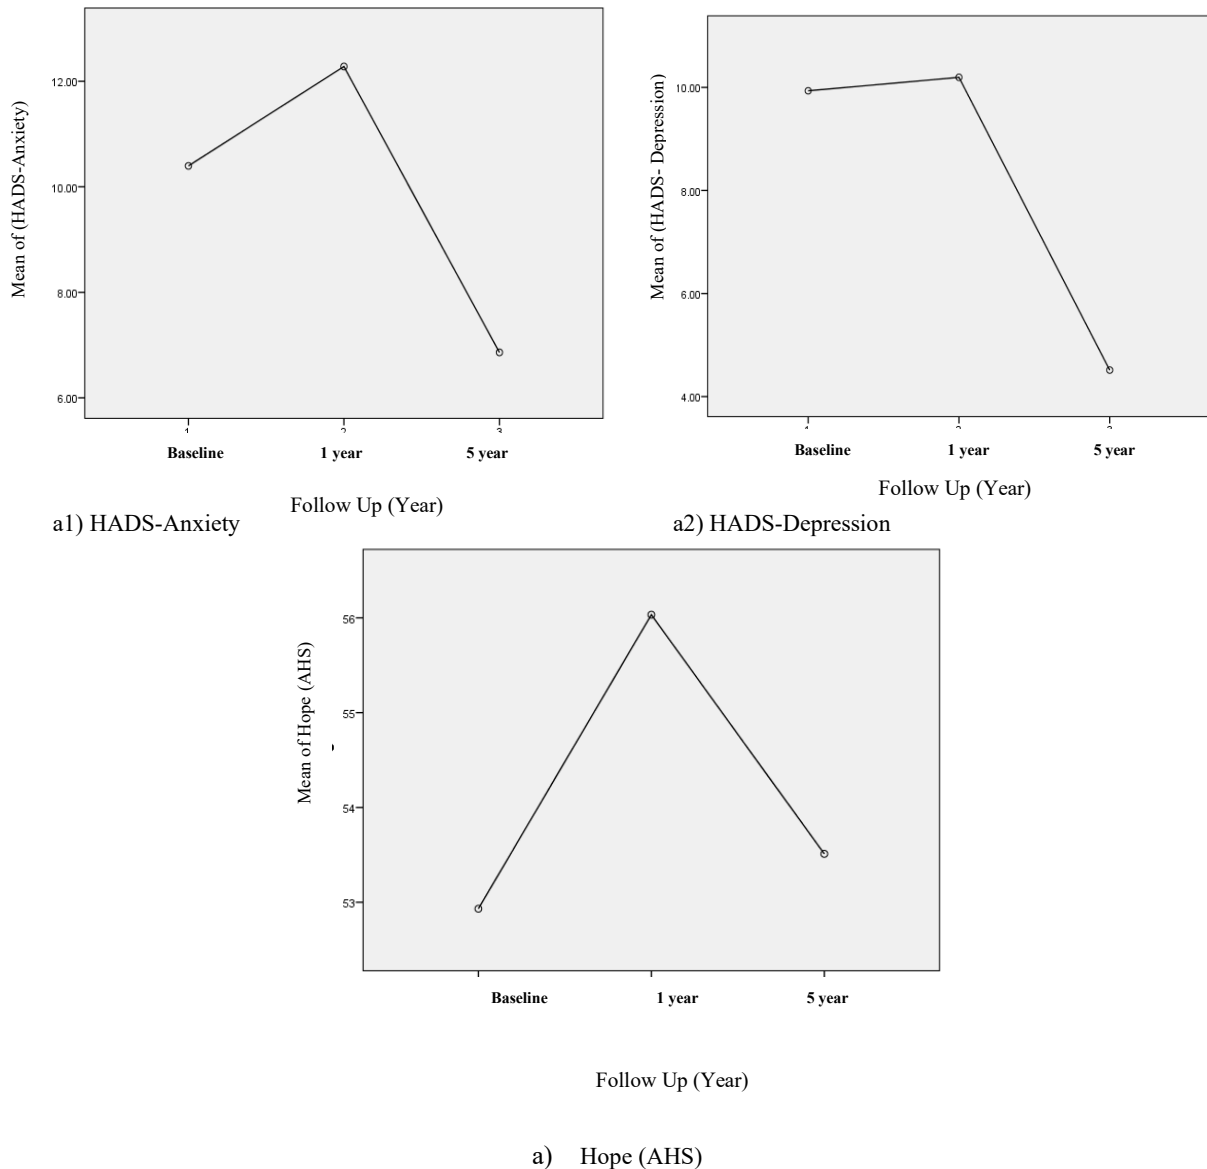 Mean of (HADS-Anxiety)
12.00
10.00
8.00
6.00
Baseline 1 year 5 year
Follow Up (Year)
a1) HADS-Anxiety
Mean of (HADS- Depression)
10.00
8.00
6.00
4.00
Baseline 1 year 5 year
Follow Up (Year)
a2) HADS-Depression
Mean of Hope (AHS)
56
55
54
53
Baseline 1 year 5 year
Follow Up (Year)
a) Hope (AHS)